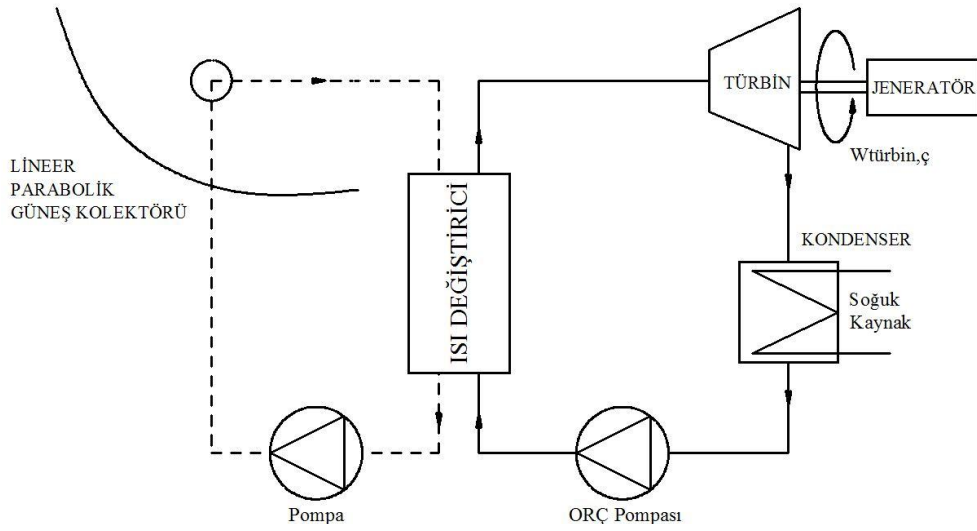 TÜRBİN
JENERATÖR
Wtürbin,ç
LİNEER
PARABOLİK
GÜNEŞ KOLEKTÖRÜ
ISI DEĞİŞTİRİCİ
KONDENSER
Soğuk
Kaynak
Pompa
ORÇ Pompası